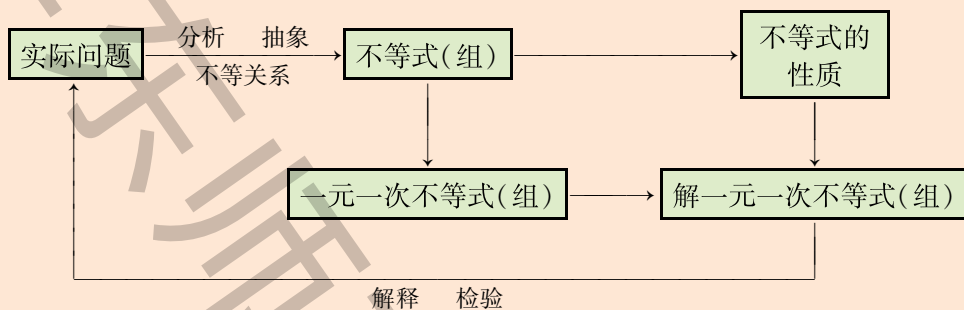 分析 抽象
实际问题
不等关系
不等式(组)
不等式的
性质
一元一次不等式(组)
解一元一次不等式(组)
解释 检验
东师